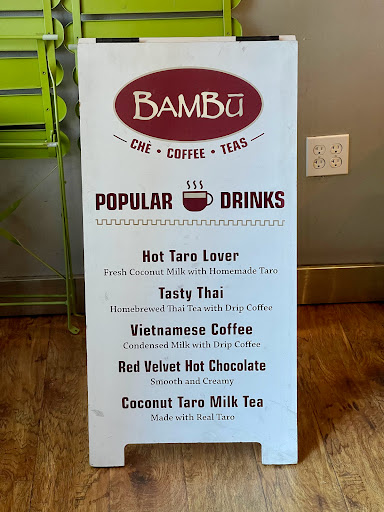 BAMBŪ
CHÈ • COFFEE • TEAS
POPULAR DRINKS
Hot Taro Lover
Fresh Coconut Milk with Homemade Taro
Tasty Thai
Homebrewed Thai Tea with Drip Coffee
Vietnamese Coffee
Condensed Milk with Drip Coffee
Red Velvet Hot Chocolate
Smooth and Creamy
Coconut Taro Milk Tea
Made with Real Taro